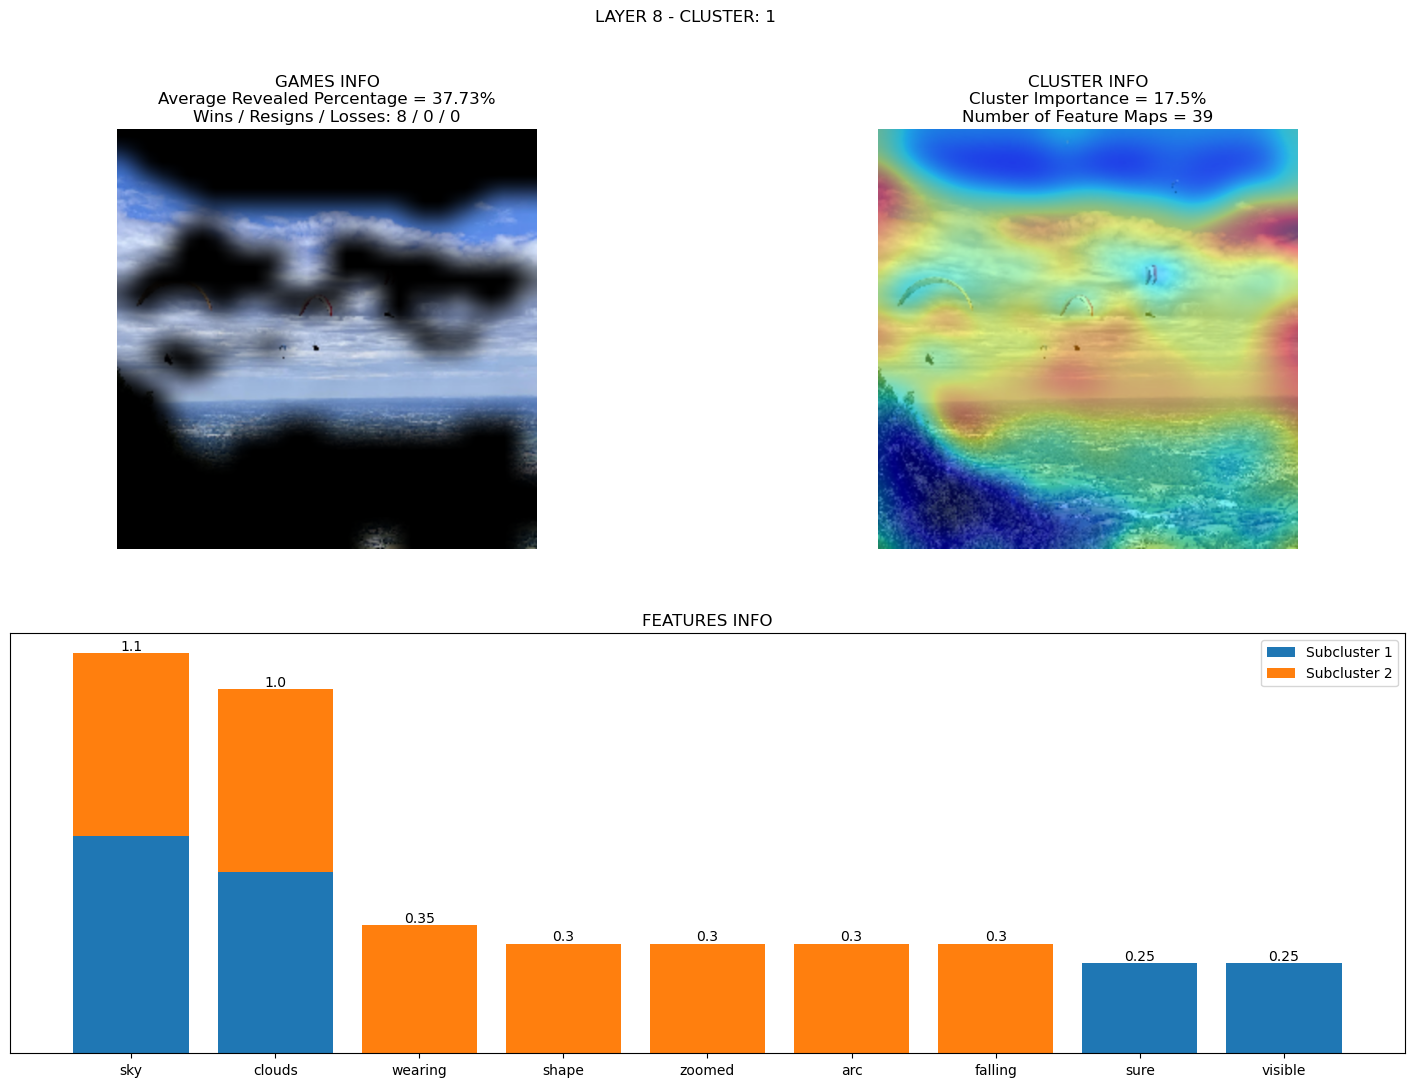 LAYER 8 - CLUSTER: 1
GAMES INFO
Average Revealed Percentage = 37.73%
Wins / Resigns / Losses: 8 / 0 / 0
CLUSTER INFO
Cluster Importance = 17.5%
Number of Feature Maps = 39
FEATURES INFO
Subcluster 1
Subcluster 2
1.1
1.0
0.35
0.3
0.3
0.3
0.3
0.25
0.25
sky
clouds
wearing
shape
zoomed
arc
falling
sure
visible